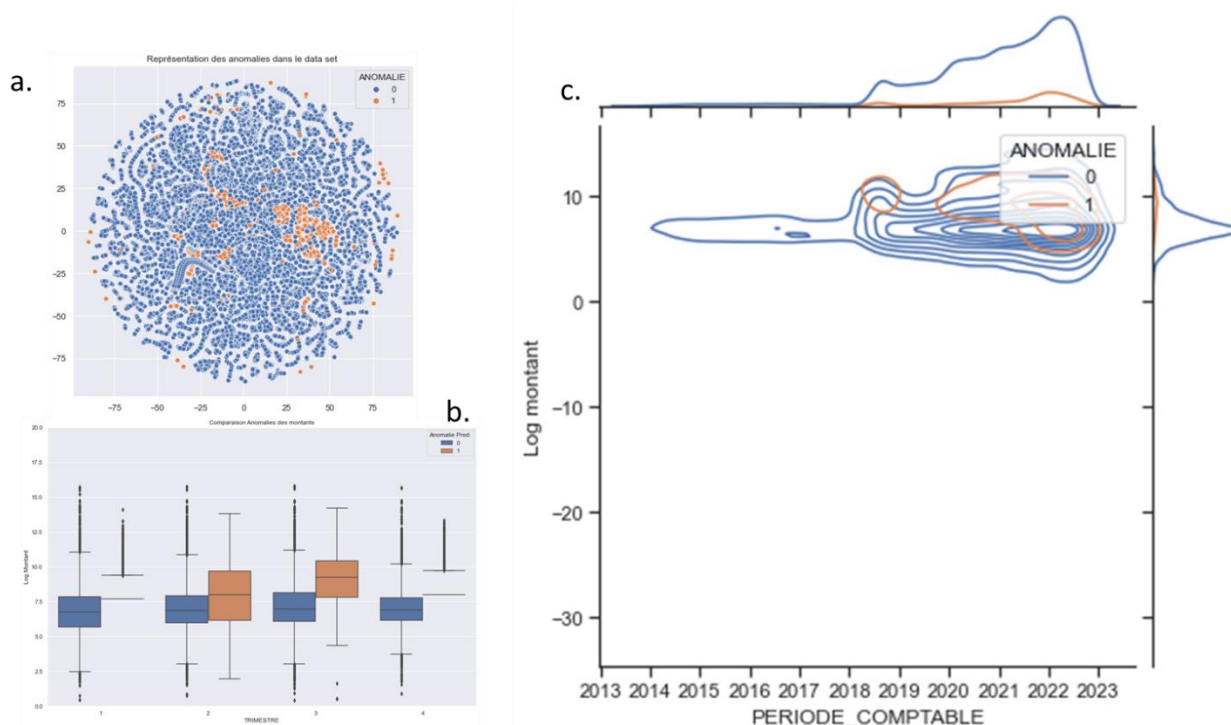 a.
Représentation des anomalies dans le data set
ANOMALIE
0
1
75
50
25
0
-25
-50
-75
-75 -50 -25 0 25 50 75
b.
Comparaison Anomalies des montants
Anomalie Pred
0
1
20.0
17.5
15.0
12.5
10.0
7.5
5.0
2.5
0.0
Log Montant
1 2 3 4
TRIMESTRE
c.
ANOMALIE
0
1
10
0
-10
-20
-30
Log montant
2013 2014 2015 2016 2017 2018 2019 2020 2021 2022 2023
PERIODE_COMPTABLE